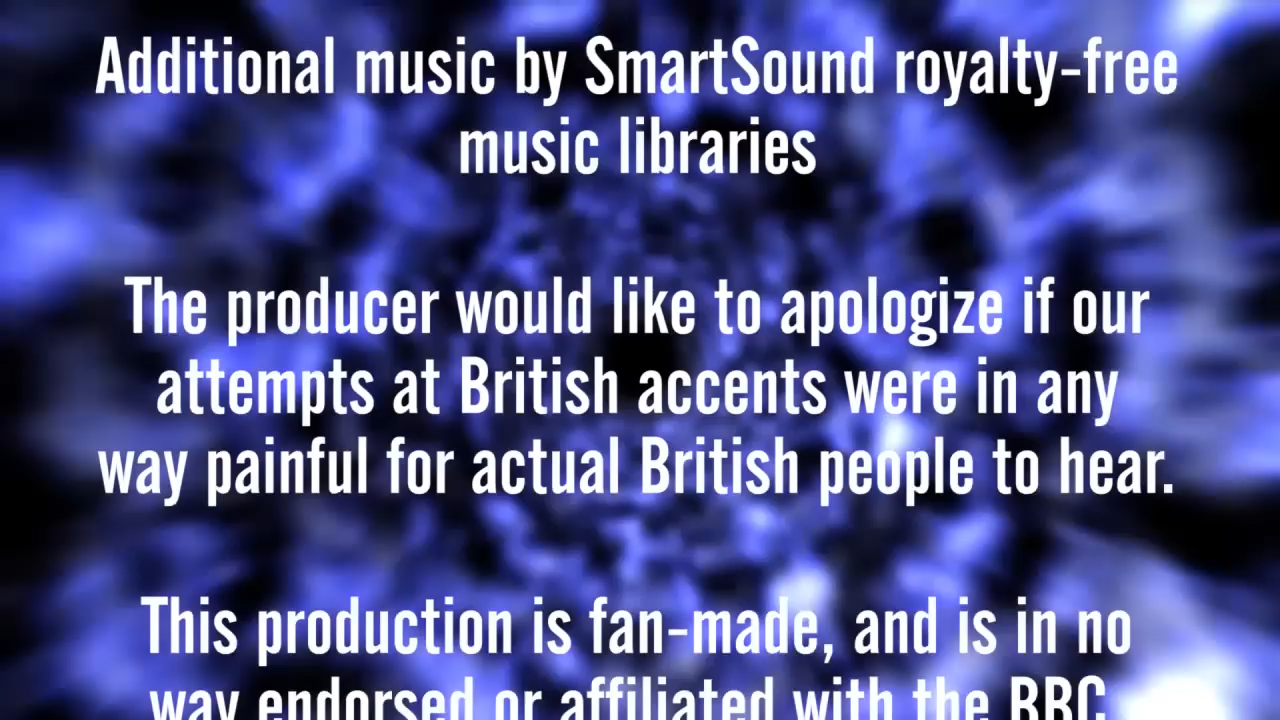 Additional music by SmartSound royalty-free
music libraries
The producer would like to apologize if our
attempts at British accents were in any
way painful for actual British people to hear.
This production is fan-made, and is in no
way endorsed or affiliated with the BBC